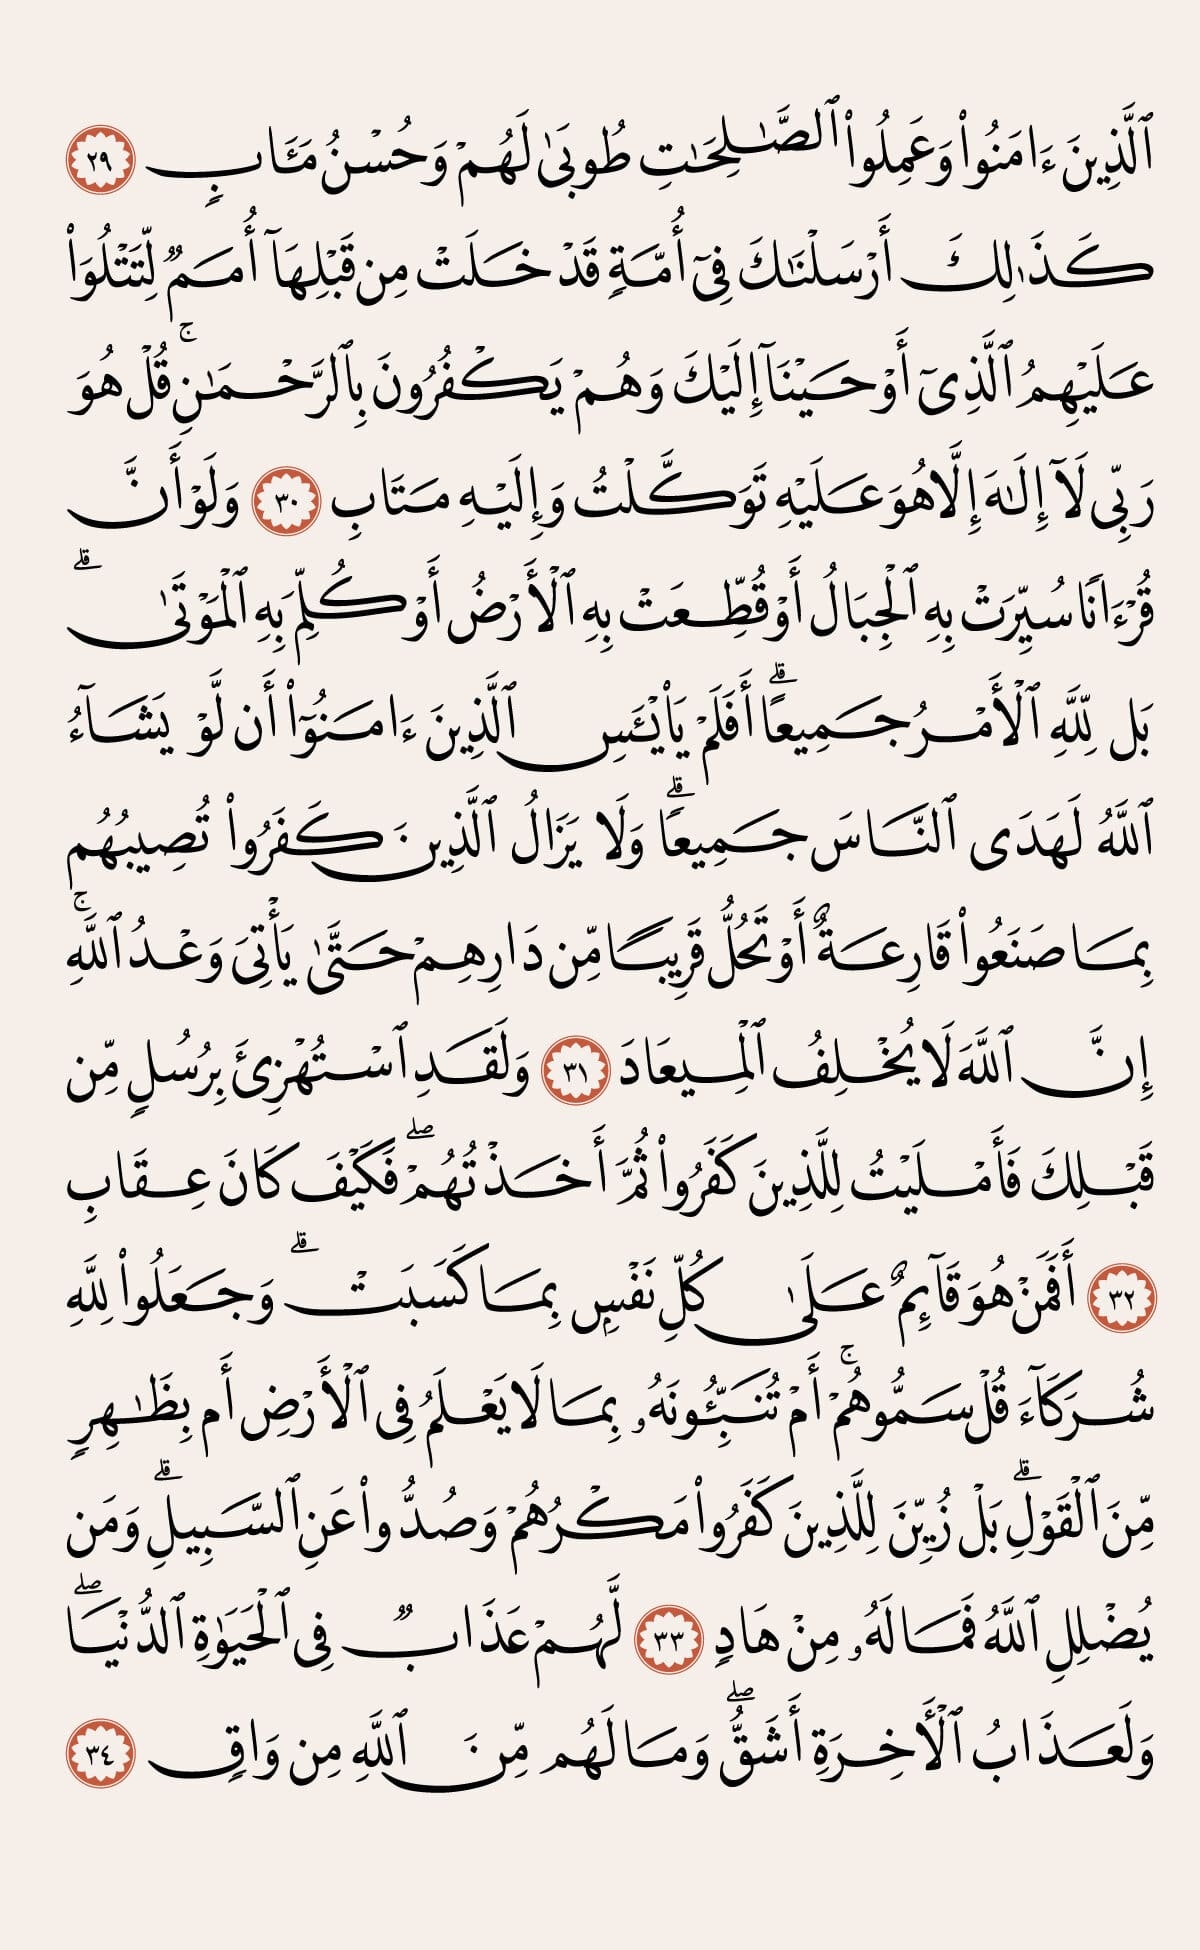 ٱلَّذِينَ ءَامَنُوا۟ وَعَمِلُوا۟ ٱلصَّـٰلِحَـٰتِ طُوبَىٰ لَهُمْ وَحُسْنُ مَـَٔابٍ ٢٩
كَذَٰلِكَ أَرْسَلْنَـٰكَ فِىٓ أُمَّةٍ قَدْ خَلَتْ مِن قَبْلِهَآ أُمَمٌ لِّتَتْلُوَا۟
عَلَيْهِمُ ٱلَّذِىٓ أَوْحَيْنَآ إِلَيْكَ وَهُمْ يَكْفُرُونَ بِٱلرَّحْمَـٰنِ ۚ قُلْ هُوَ
رَبِّى لَآ إِلَـٰهَ إِلَّا هُوَ عَلَيْهِ تَوَكَّلْتُ وَإِلَيْهِ مَتَابِ ٣٠ وَلَوْ أَنَّ
قُرْءَانًا سُيِّرَتْ بِهِ ٱلْجِبَالُ أَوْ قُطِّعَتْ بِهِ ٱلْأَرْضُ أَوْ كُلِّمَ بِهِ ٱلْمَوْتَىٰ ۗ
بَل لِّلَّهِ ٱلْأَمْرُ جَمِيعًا ۗ أَفَلَمْ يَا۟يْـَٔسِ ٱلَّذِينَ ءَامَنُوٓا۟ أَن لَّوْ يَشَآءُ
ٱللَّهُ لَهَدَى ٱلنَّاسَ جَمِيعًا ۗ وَلَا يَزَالُ ٱلَّذِينَ كَفَرُوا۟ تُصِيبُهُم
بِمَا صَنَعُوا۟ قَارِعَةٌ أَوْ تَحُلُّ قَرِيبًا مِّن دَارِهِمْ حَتَّىٰ يَأْتِىَ وَعْدُ ٱللَّهِ ۚ
إِنَّ ٱللَّهَ لَا يُخْلِفُ ٱلْمِيعَادَ ٣١ وَلَقَدِ ٱسْتُهْزِئَ بِرُسُلٍ مِّن
قَبْلِكَ فَأَمْلَيْتُ لِلَّذِينَ كَفَرُوا۟ ثُمَّ أَخَذْتُهُمْ ۖ فَكَيْفَ كَانَ عِقَابِ
٣٢ أَفَمَنْ هُوَ قَآئِمٌ عَلَىٰ كُلِّ نَفْسٍۭ بِمَا كَسَبَتْ ۗ وَجَعَلُوا۟ لِلَّهِ
شُرَكَآءَ قُلْ سَمُّوهُمْ ۚ أَمْ تُنَبِّـُٔونَهُۥ بِمَا لَا يَعْلَمُ فِى ٱلْأَرْضِ أَم بِظَـٰهِرٍ
مِّنَ ٱلْقَوْلِ ۗ بَلْ زُيِّنَ لِلَّذِينَ كَفَرُوا۟ مَكْرُهُمْ وَصُدُّوا۟ عَنِ ٱلسَّبِيلِ ۗ وَمَن
يُضْلِلِ ٱللَّهُ فَمَا لَهُۥ مِنْ هَادٍ ٣٣ لَّهُمْ عَذَابٌ فِى ٱلْحَيَوٰةِ ٱلدُّنْيَا ۖ
وَلَعَذَابُ ٱلْـَٔاخِرَةِ أَشَقُّ ۖ وَمَا لَهُم مِّنَ ٱللَّهِ مِن وَاقٍ ٣٤